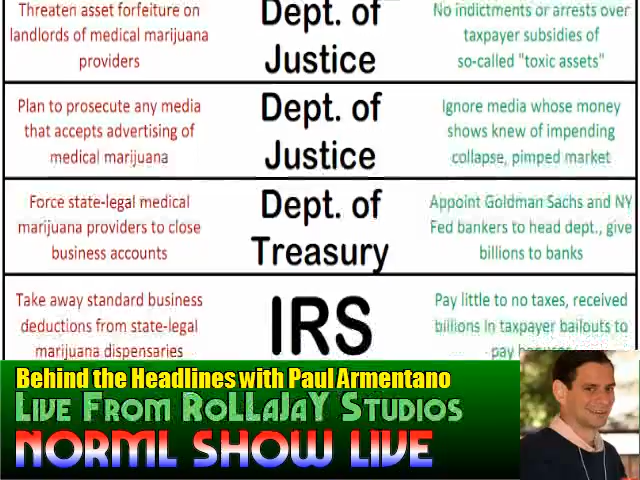 Threaten asset forfeiture on
landlords of medical marijuana
providers
Dept. of
Justice
No indictments or arrests over
taxpayer subsidies of
so-called "toxic assets"
Plan to prosecute any media
that accepts advertising of
medical marijuana
Dept. of
Justice
Ignore media whose money
shows knew of impending
collapse, pimped market
Force state-legal medical
marijuana providers to close
business accounts
Dept. of
Treasury
Appoint Goldman Sachs and NY
Fed bankers to head dept., give
billions to banks
Take away standard business
deductions from state-legal
marijuana dispensaries
IRS
Pay little to no taxes, received
billions in taxpayer bailouts to
pay bonuses
Behind the Headlines with Paul Armentano
Live From RoLLaJaY Studios
NORML SHOW LIVE